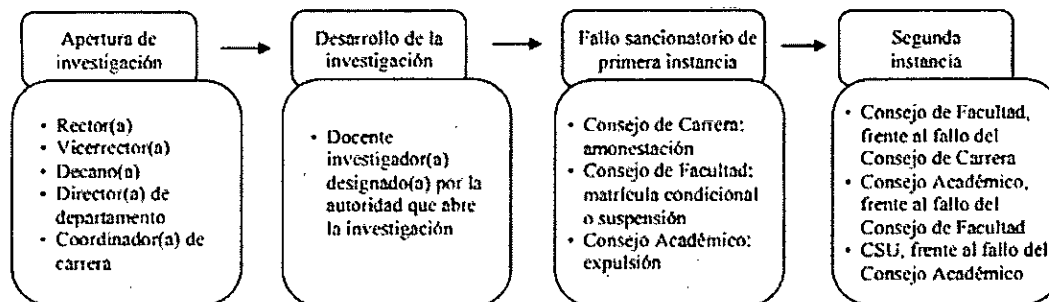 Apertura de
investigación
Desarrollo de la
investigación
Fallo sancionatorio de
primera instancia
Segunda
instancia
• Rector(a)
• Vicerrector(a)
• Decano(a)
• Director(a) de
departamento
• Coordinador(a) de
carrera
• Docente
investigador(a)
designado(a) por la
autoridad que abre
la investigación
• Consejo de Carrera:
amonestación
• Consejo de Facultad:
matrícula condicional
o suspensión
• Consejo Académico:
expulsión
• Consejo de Facultad,
frente al fallo del
Consejo de Carrera
• Consejo Académico,
frente al fallo del
Consejo de Facultad
• CSU, frente al fallo del
Consejo Académico